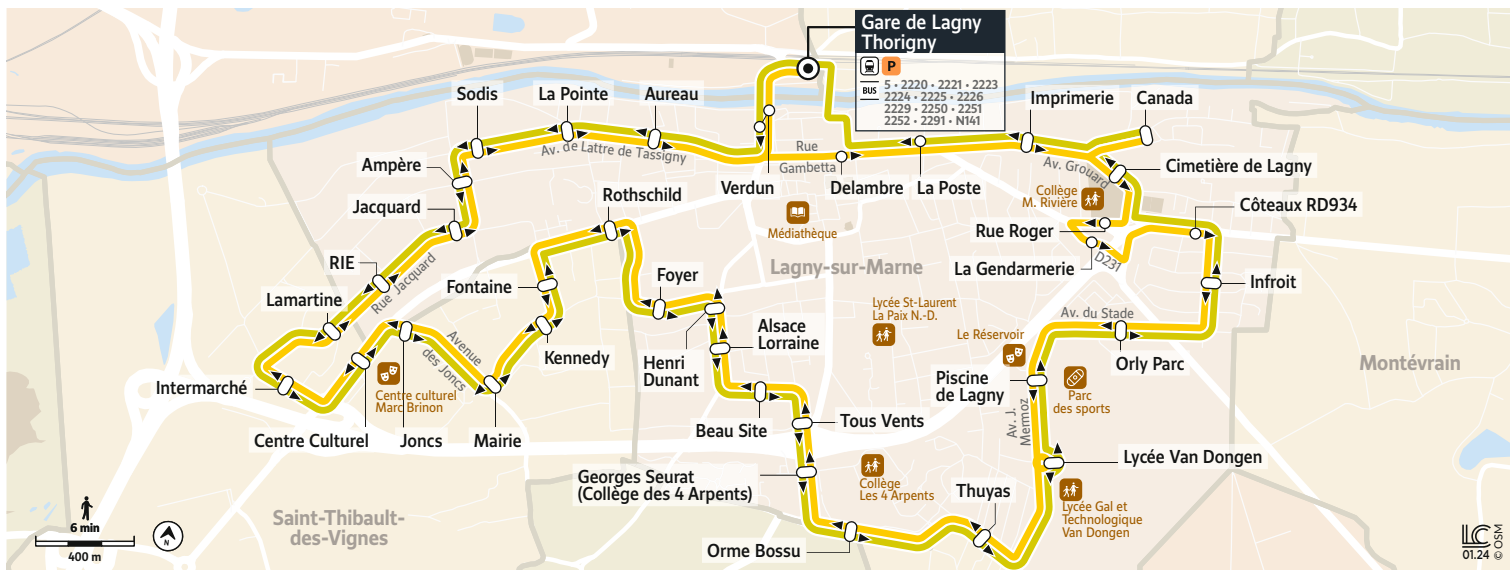 Gare de Lagny
Thorigny
P
BUS
5 • 2220 • 2221 • 2223
2224 • 2225 • 2226
2229 • 2250 • 2251
2252 • 2291 • N141
Sodis
La Pointe
Aureau
Imprimerie
Canada
Av. de Lattre de Tassigny
Rue
Gambetta
Av. Grouard
Ampère
Rothschild
Verdun
Delambre
La Poste
Cimetière de Lagny
Collège
M. Rivière
Jacquard
Médiathèque
Rue Roger
Côteaux RD934
RIE
Rue Jacquard
Fontaine
Foyer
Lagny-sur-Marne
La Gendarmerie
D231
Infroit
Lamartine
Lycée St-Laurent
La Paix N.-D.
Av. du Stade
Le Réservoir
Alsace
Lorraine
Kennedy
Henri
Dunant
Avenue
des Joncs
Orly Parc
Montévrain
Intermarché
Centre culturel
Marc Brinon
Piscine
de Lagny
Parc
des sports
Av. J.
Mermoz
Centre Culturel
Joncs
Mairie
Beau Site
Tous Vents
Lycée Van Dongen
Georges Seurat
(Collège des 4 Arpents)
Collège
Les 4 Arpents
Thuyas
Lycée Gal et
Technologique
Van Dongen
Saint-Thibault-
des-Vignes
Orme Bossu
6 min
400 m
N
LC
01.24
© OSM